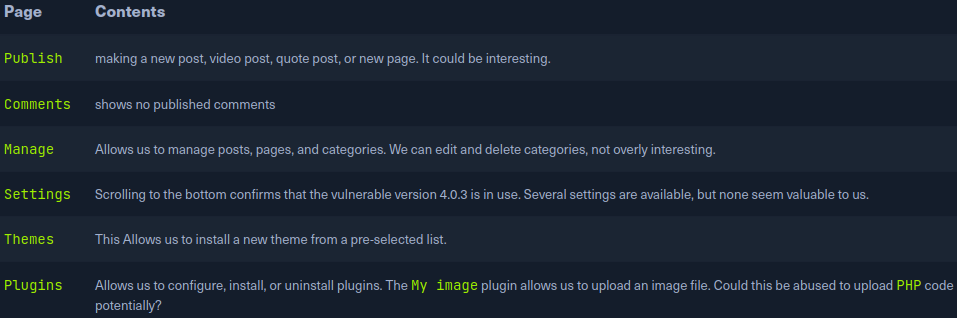 Page Contents
Publish making a new post, video post, quote post, or new page. It could be interesting.
Comments shows no published comments
Manage Allows us to manage posts, pages, and categories. We can edit and delete categories, not overly interesting.
Settings Scrolling to the bottom confirms that the vulnerable version 4.0.3 is in use. Several settings are available, but none seem valuable to us.
Themes This Allows us to install a new theme from a pre-selected list.
Plugins Allows us to configure, install, or uninstall plugins. The My image plugin allows us to upload an image file. Could this be abused to upload PHP code
potentially?